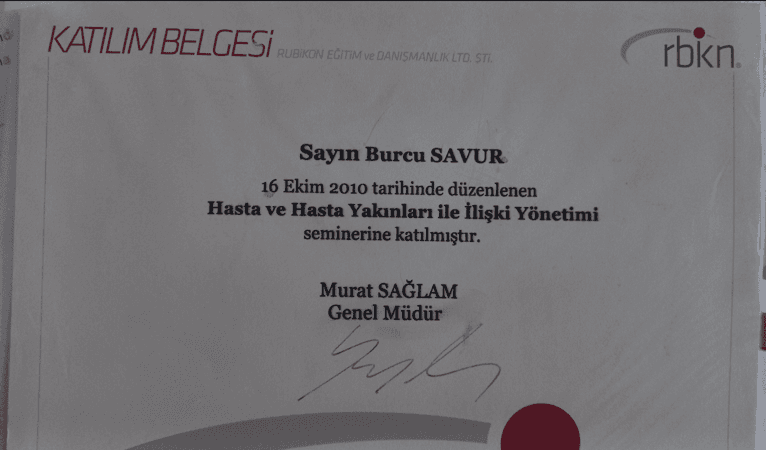 KATILIM BELGESİ RUBİKON EĞİTİM ve DANIŞMANLIK LTD. ŞTİ.
rbkn.
Sayın Burcu SAVUR
16 Ekim 2010 tarihinde düzenlenen
Hasta ve Hasta Yakınları ile İlişki Yönetimi
seminerine katılmıştır.
Murat SAĞLAM
Genel Müdür